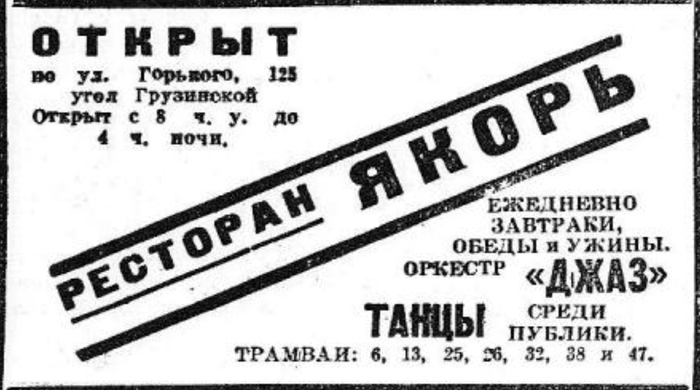 ОТКРЫТ
по ул. Горького, 125
угол Грузинской
Открыт с 8 ч. у. до
4 ч. ночи.
РЕСТОРАН ЯКОРЬ
ЕЖЕДНЕВНО
ЗАВТРАКИ,
ОБЕДЫ и УЖИНЫ.
ОРКЕСТР «ДЖАЗ»
ТАНЦЫ СРЕДИ
ПУБЛИКИ.
ТРАМВАИ: 6, 13, 25, 26, 32, 38 и 47.